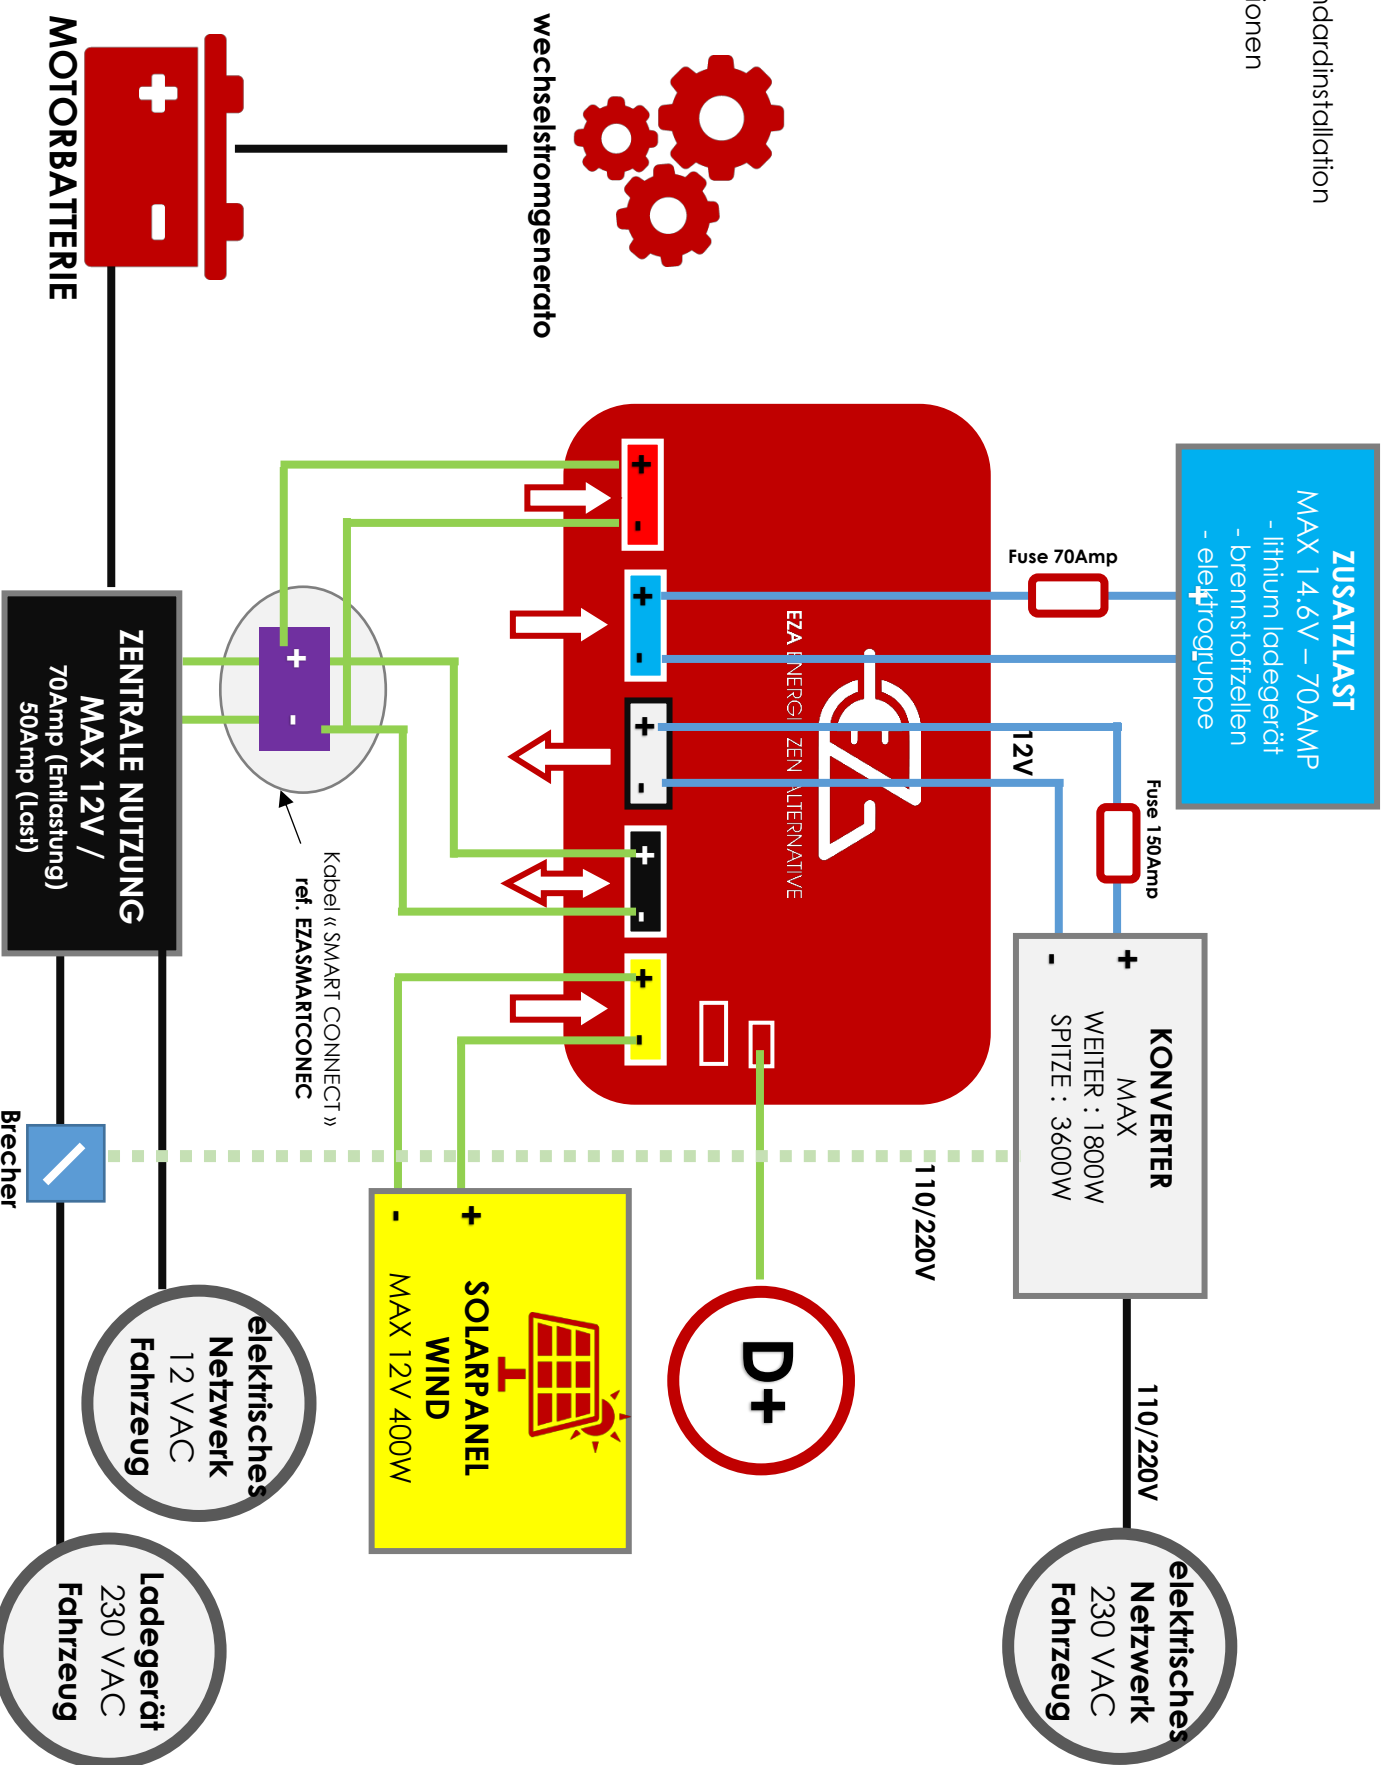 ndardinstallation
ionen
ZUSATZLAST
MAX 14.6V – 70AMP
- lithium ladegerät
- brennstoffzellen
- elektrogruppe
+ -
Fuse 70Amp
Fuse 150Amp
12V
KONVERTER
MAX
WEITER : 1800W
SPITZE : 3600W
+
-
110/220V
elektrisches
Netzwerk
230 VAC
Fahrzeug
110/220V
EZA ENERGI ZEN ALTERNATIVE
+ -
+ -
+ -
+ -
+ -
D+
wechselstromgenerato
SOLARPANEL
WIND
MAX 12V 400W
+
-
Kabel « SMART CONNECT »
ref. EZASMARTCONEC
+ -
+ -
MOTORBATTERIE
ZENTRALE NUTZUNG
MAX 12V /
70Amp (Entlastung)
50Amp (Last)
elektrisches
Netzwerk
12 VAC
Fahrzeug
Brecher
Ladegerät
230 VAC
Fahrzeug